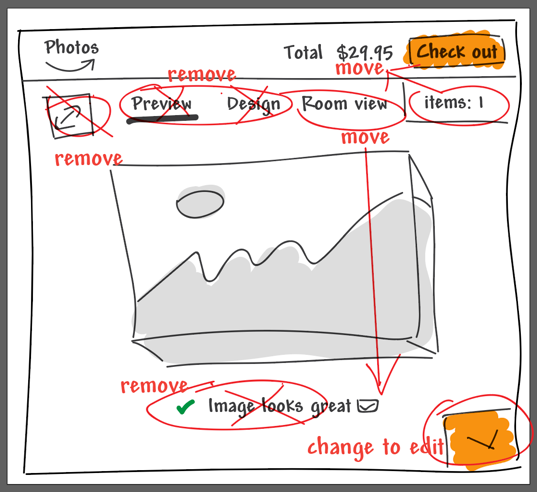 Photos
Total $29.95 Check out
remove move
Preview Design Room view items: 1
move
remove
remove
Image looks great
change to edit